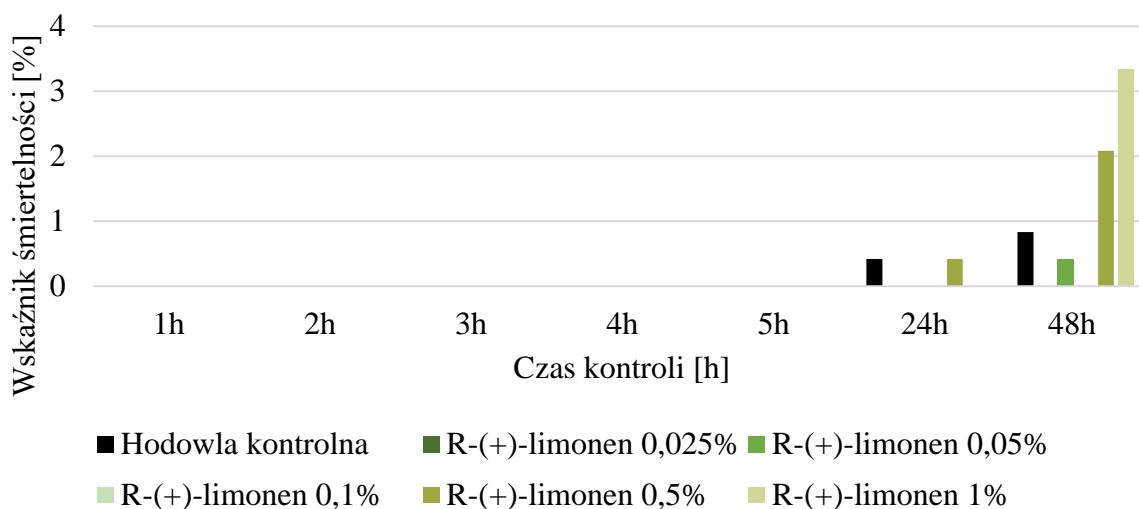 Wskaźnik śmiertelności [%]
4
3
2
1
0
1h 2h 3h 4h 5h 24h 48h
Czas kontroli [h]
Hodowla kontrolna R-(+)-limonen 0,025% R-(+)-limonen 0,05%
R-(+)-limonen 0,1% R-(+)-limonen 0,5% R-(+)-limonen 1%